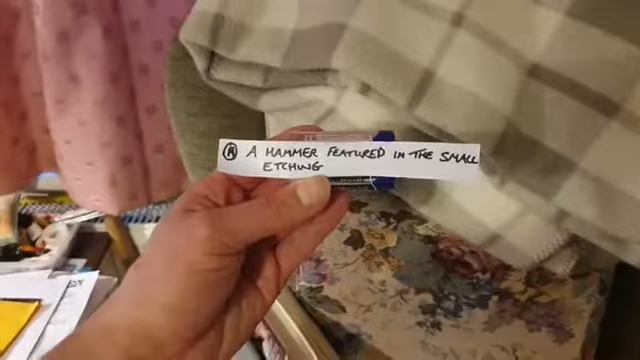 Ⓡ A HAMMER FEATURED IN THE SMALL
ETCHING